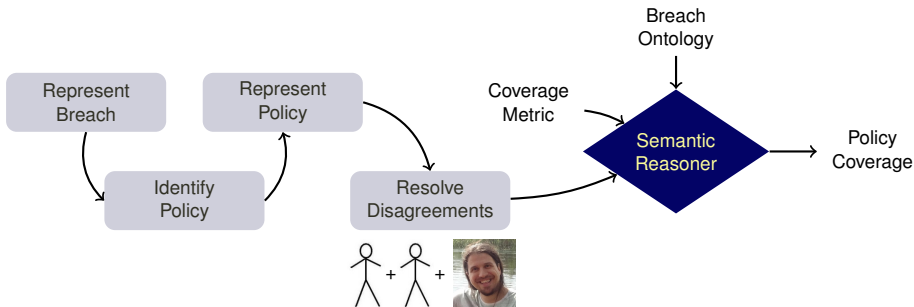 Represent
Breach
Identify
Policy
Represent
Policy
Resolve
Disagreements
+ +
Coverage
Metric
Breach
Ontology
Semantic
Reasoner
Policy
Coverage